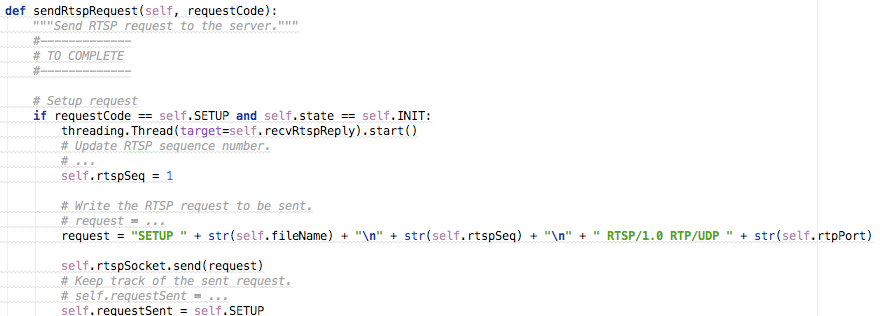 def sendRtspRequest(self, requestCode):
"""Send RTSP request to the server."""
#-------------
# TO COMPLETE
#-------------
# Setup request
if requestCode == self.SETUP and self.state == self.INIT:
threading.Thread(target=self.recvRtspReply).start()
# Update RTSP sequence number.
# ...
self.rtspSeq = 1
# Write the RTSP request to be sent.
# request = ...
request = "SETUP " + str(self.fileName) + "\n" + str(self.rtspSeq) + "\n" + " RTSP/1.0 RTP/UDP " + str(self.rtpPort)
self.rtspSocket.send(request)
# Keep track of the sent request.
# self.requestSent = ...
self.requestSent = self.SETUP